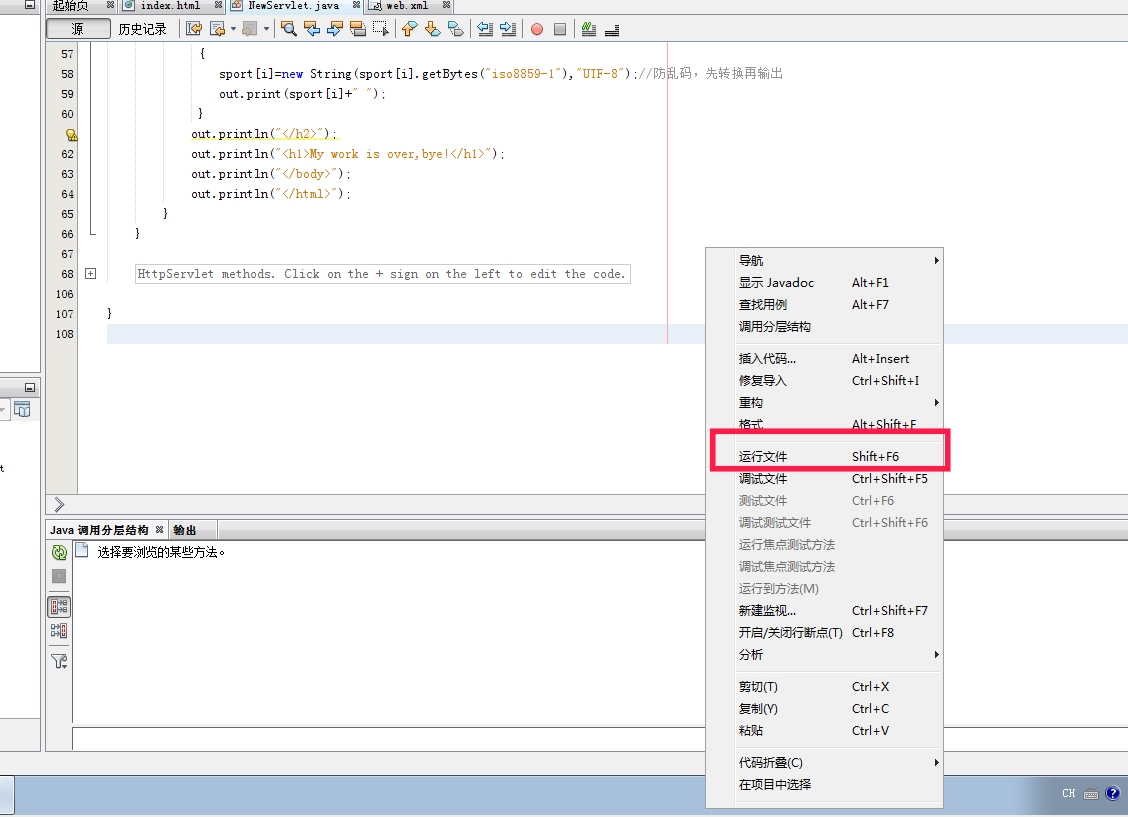 起始页 index.html NewServlet.java web.xml
源 历史记录
57 {
58 sport[i]=new String(sport[i].getBytes("iso8859-1"),"UTF-8");//防乱码，先转换再输出
59 out.print(sport[i]+" ");
60 }
out.println("</h2>");
62 out.println("<h1>My work is over,bye!</h1>");
63 out.println("</body>");
64 out.println("</html>");
65 }
66 }
67
68 HttpServlet methods. Click on the + sign on the left to edit the code.
106
107 }
108
导航
显示 Javadoc Alt+F1
查找用例 Alt+F7
调用分层结构
插入代码... Alt+Insert
修复导入 Ctrl+Shift+I
重构
格式 Alt+Shift+F
运行文件 Shift+F6
调试文件 Ctrl+Shift+F5
测试文件 Ctrl+F6
调试测试文件 Ctrl+Shift+F6
运行焦点测试方法
调试焦点测试方法
运行到方法(M)
新建监视... Ctrl+Shift+F7
开启/关闭行断点(T) Ctrl+F8
分析
剪切(T) Ctrl+X
复制(Y) Ctrl+C
粘贴 Ctrl+V
代码折叠(C)
在项目中选择
t
Java 调用分层结构 输出
选择要浏览的某些方法。
CH